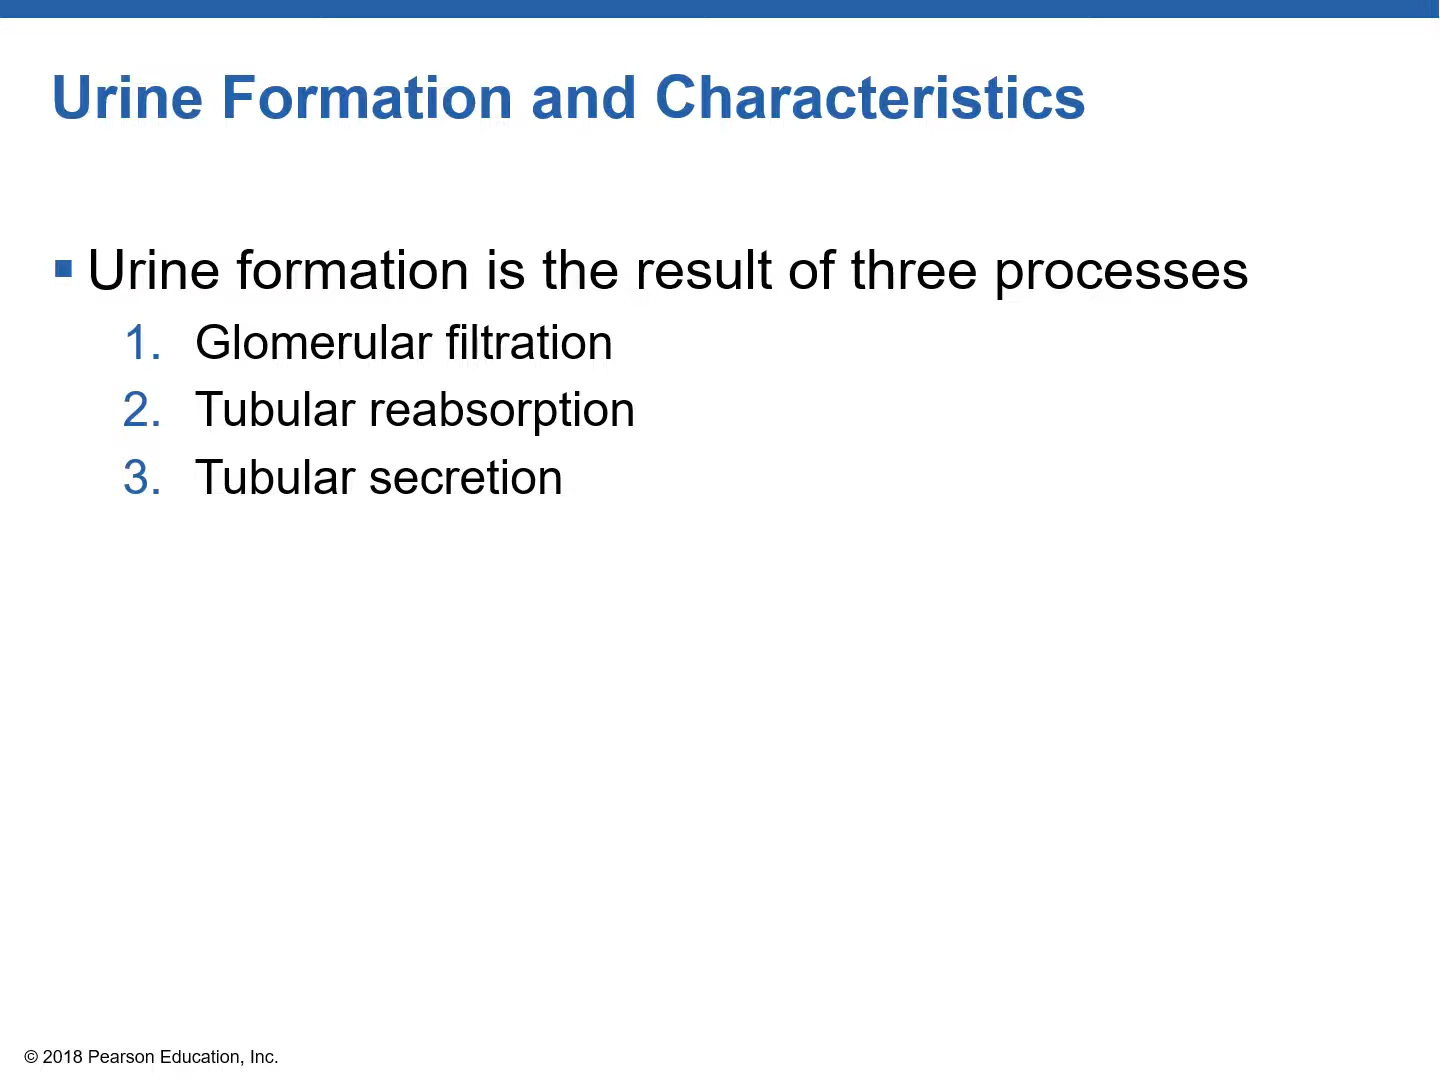 Urine Formation and Characteristics
▪ Urine formation is the result of three processes
1. Glomerular filtration
2. Tubular reabsorption
3. Tubular secretion
© 2018 Pearson Education, Inc.